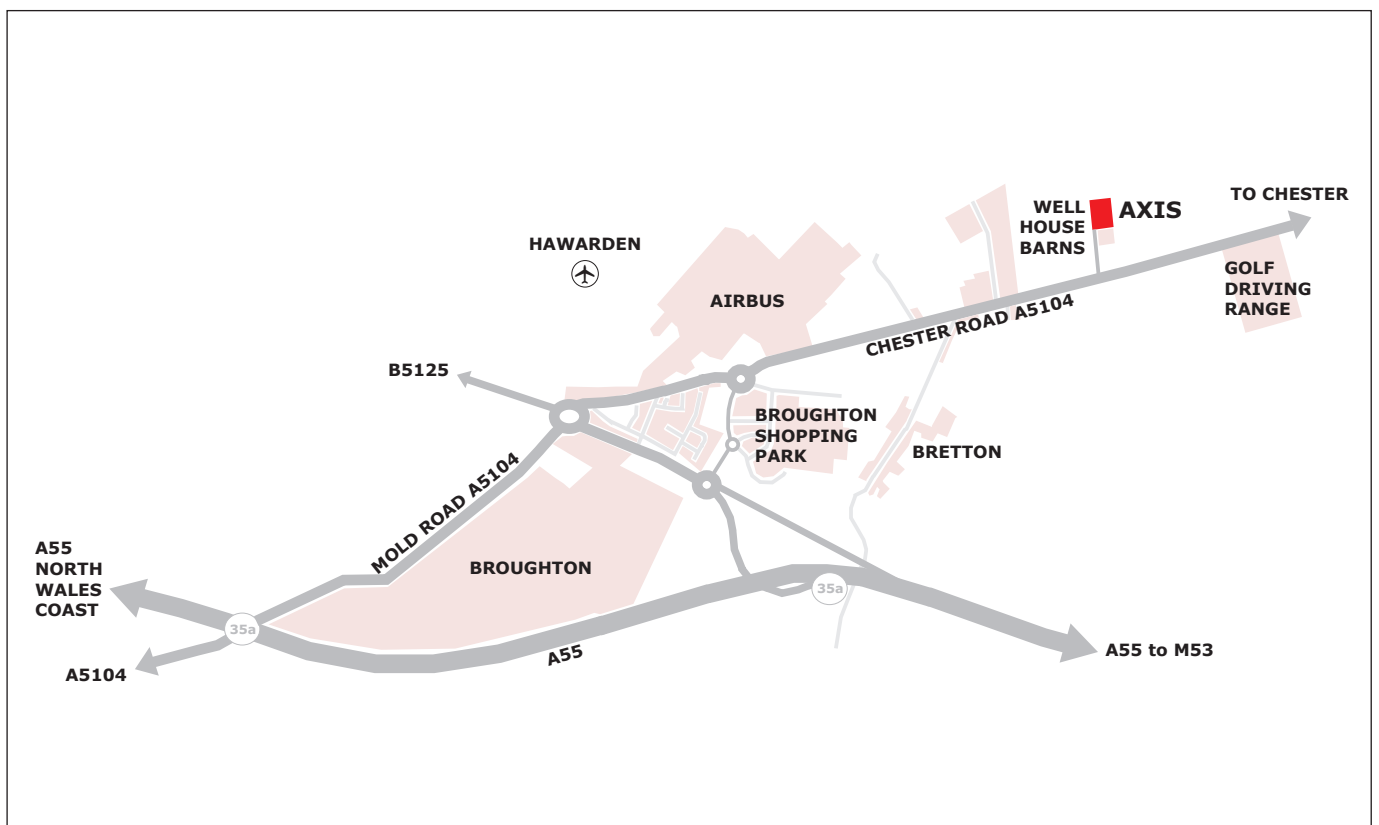 TO CHESTER
WELL
HOUSE
BARNS
AXIS
HAWARDEN
GOLF
DRIVING
RANGE
AIRBUS
CHESTER ROAD A5104
B5125
BROUGHTON
SHOPPING
PARK
BRETTON
MOLD ROAD A5104
A55
NORTH
WALES
COAST
BROUGHTON
35a
35a
A55
A55 to M53
A5104